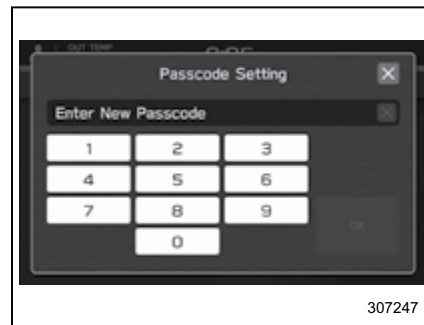 OUT TEMP
Passcode Setting
Enter New Passcode
1 2 3
4 5 6
7 8 9
OK
0
307247